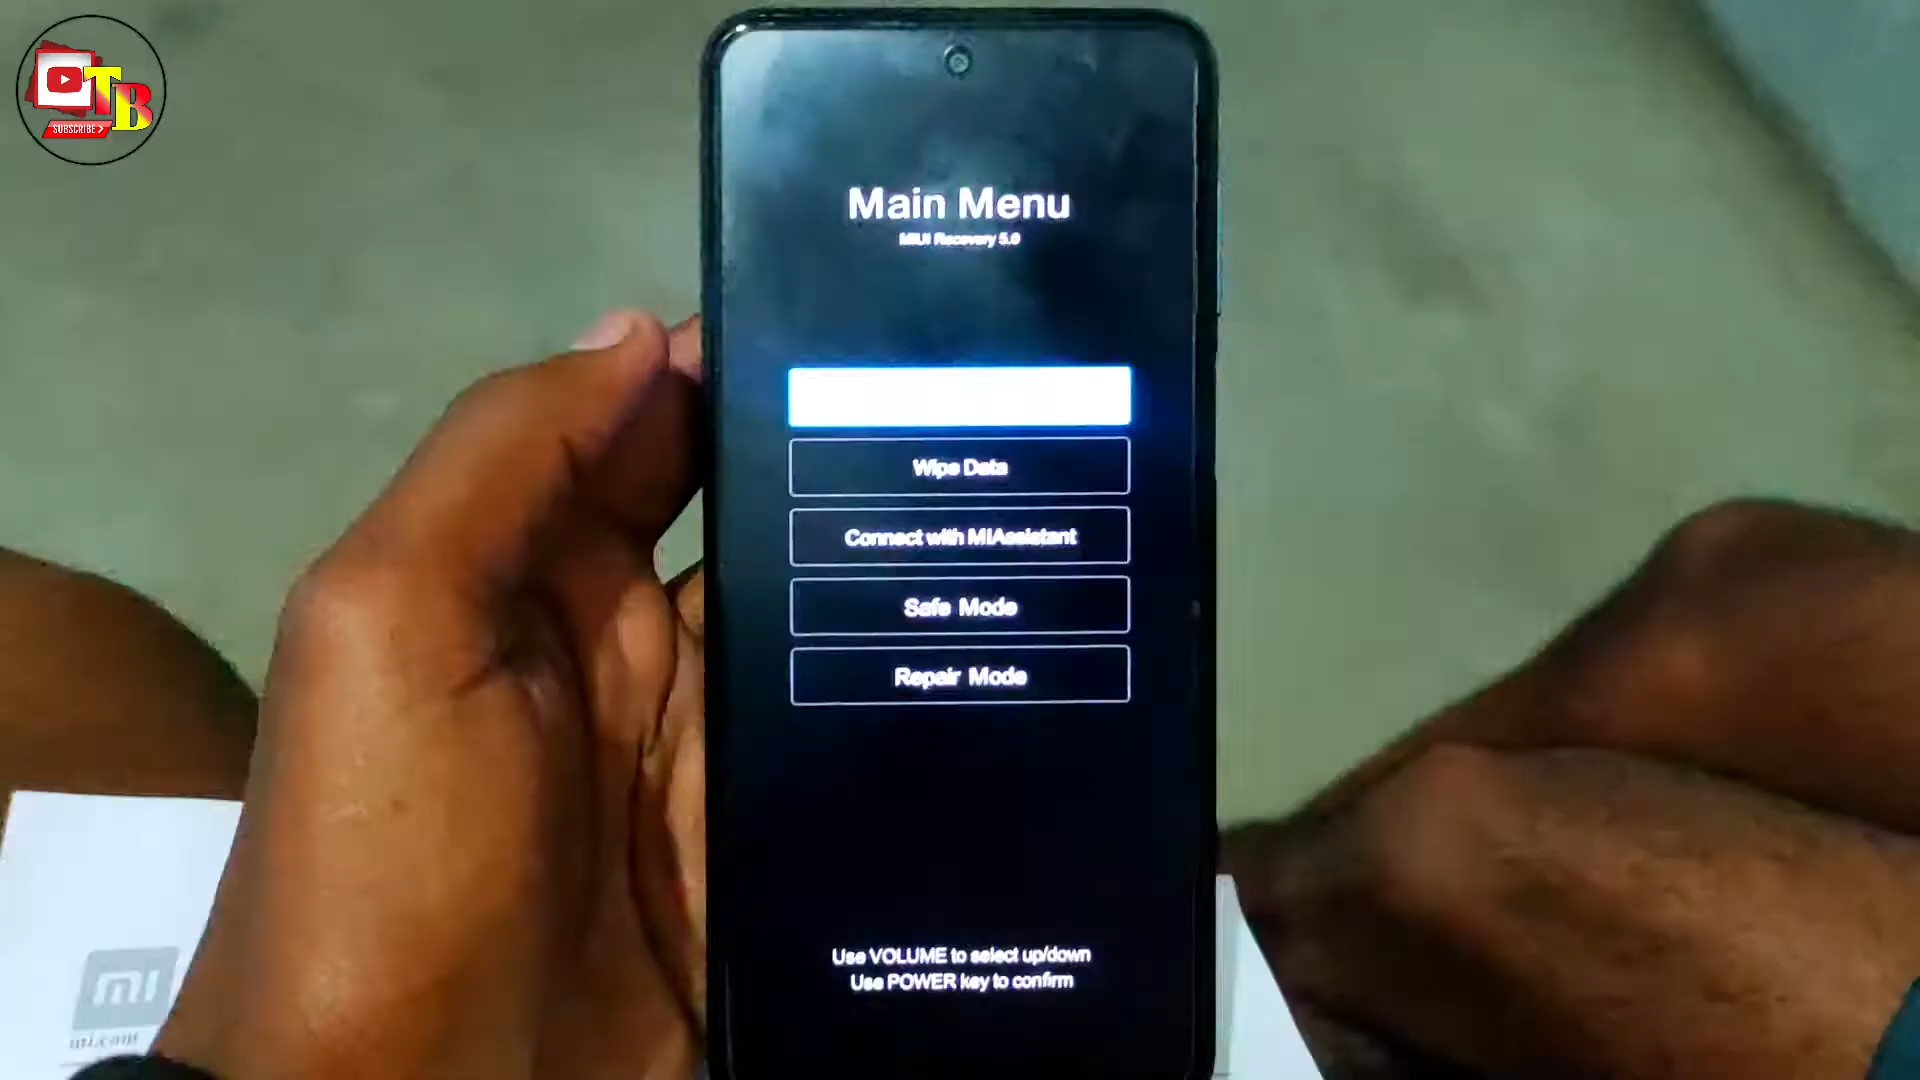 TB
SUBSCRIBE
Main Menu
MIUI Recovery 5.0
Wipe Data
Connect with MIAssistant
Safe Mode
Repair Mode
Use VOLUME to select up/down
Use POWER key to confirm
mi
mi.com